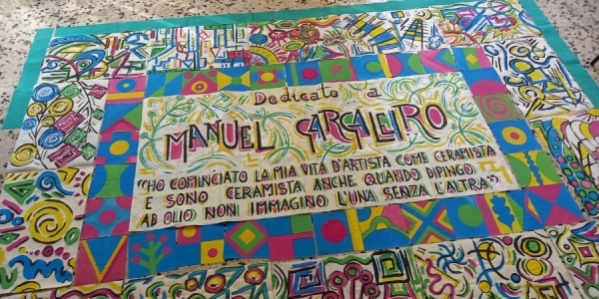 Dedicato a
MANUEL CARGALEIRO
"HO COMINCIATO LA MIA VITA D'ARTISTA COME CERAMISTA
E SONO CERAMISTA ANCHE QUANDO DIPINGO
AD OLIO NON IMMAGINO L'UNA SENZA L'ALTRA"